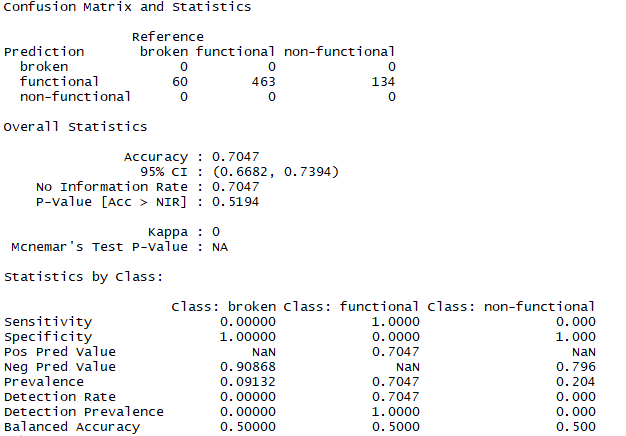 Confusion Matrix and Statistics
Reference
Prediction broken functional non-functional
broken 0 0 0
functional 60 463 134
non-functional 0 0 0
Overall Statistics
Accuracy : 0.7047
95% CI : (0.6682, 0.7394)
No Information Rate : 0.7047
P-Value [Acc > NIR] : 0.5194
Kappa : 0
Mcnemar's Test P-Value : NA
Statistics by Class:
Class: broken Class: functional Class: non-functional
Sensitivity 0.00000 1.0000 0.000
Specificity 1.00000 0.0000 1.000
Pos Pred Value NaN 0.7047 NaN
Neg Pred Value 0.90868 NaN 0.796
Prevalence 0.09132 0.7047 0.204
Detection Rate 0.00000 0.7047 0.000
Detection Prevalence 0.00000 1.0000 0.000
Balanced Accuracy 0.50000 0.5000 0.500